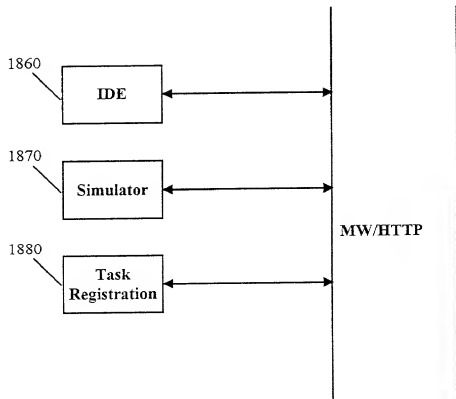 1860
IDE
1870
Simulator
MW/HTTP
1880
Task
Registration